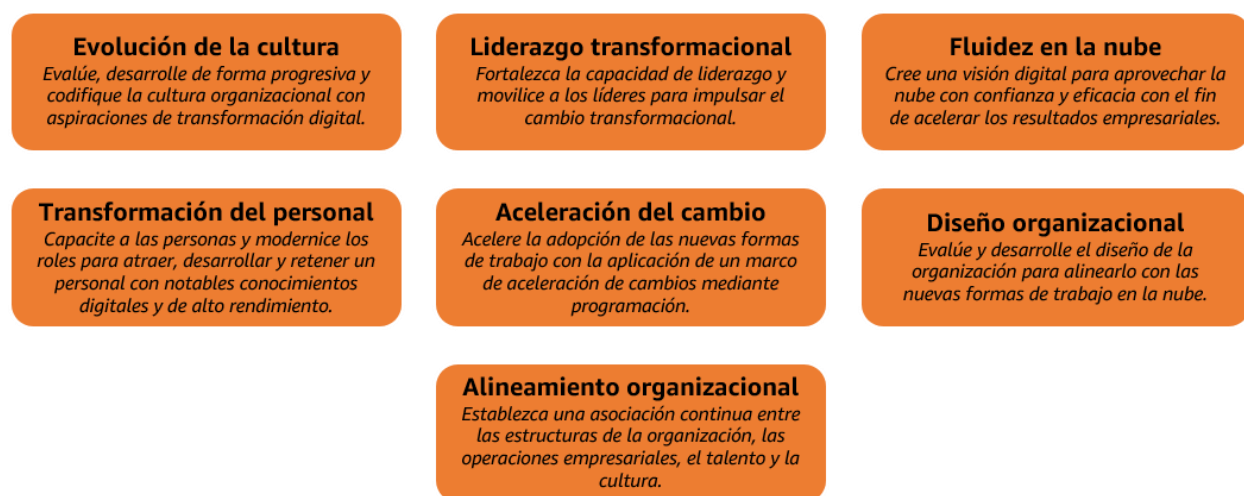 Evolución de la cultura
Evalúe, desarrolle de forma progresiva y
codifique la cultura organizacional con
aspiraciones de transformación digital.
Liderazgo transformacional
Fortalezca la capacidad de liderazgo y
movilice a los líderes para impulsar el
cambio transformacional.
Fluidez en la nube
Cree una visión digital para aprovechar la
nube con confianza y eficacia con el fin
de acelerar los resultados empresariales.
Transformación del personal
Capacite a las personas y modernice los
roles para atraer, desarrollar y retener un
personal con notables conocimientos
digitales y de alto rendimiento.
Aceleración del cambio
Acelere la adopción de las nuevas formas
de trabajo con la aplicación de un marco
de aceleración de cambios mediante
programación.
Diseño organizacional
Evalúe y desarrolle el diseño de la
organización para alinearlo con las
nuevas formas de trabajo en la nube.
Alineamiento organizacional
Establezca una asociación continua entre
las estructuras de la organización, las
operaciones empresariales, el talento y la
cultura.